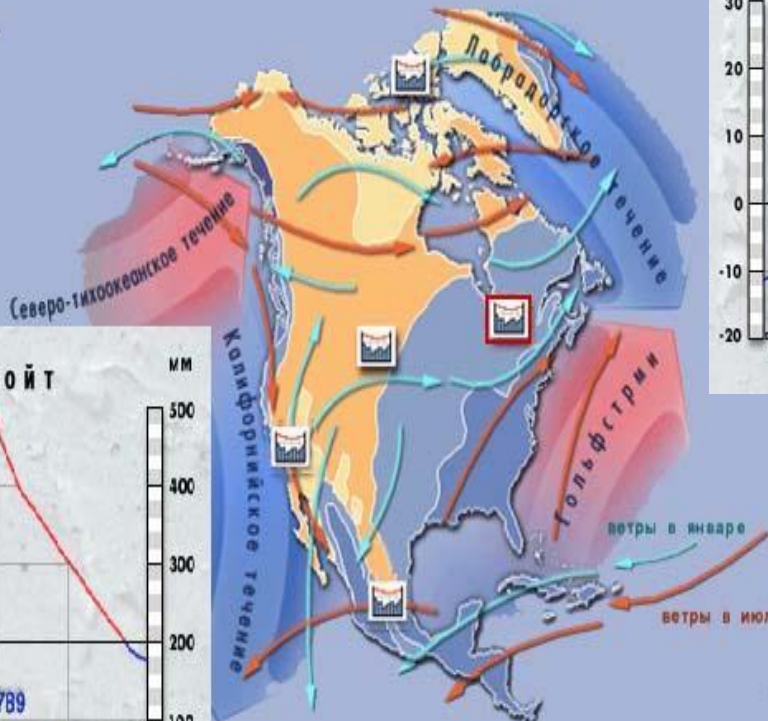 30
20
10
0
-10
-20
Лабрадорское течение
Северо-тихоокеанское течение
Калифорнийское течение
Гольфстрим
ветры в январе
ветры в июл
ойт
мм
500
400
300
200
100
789